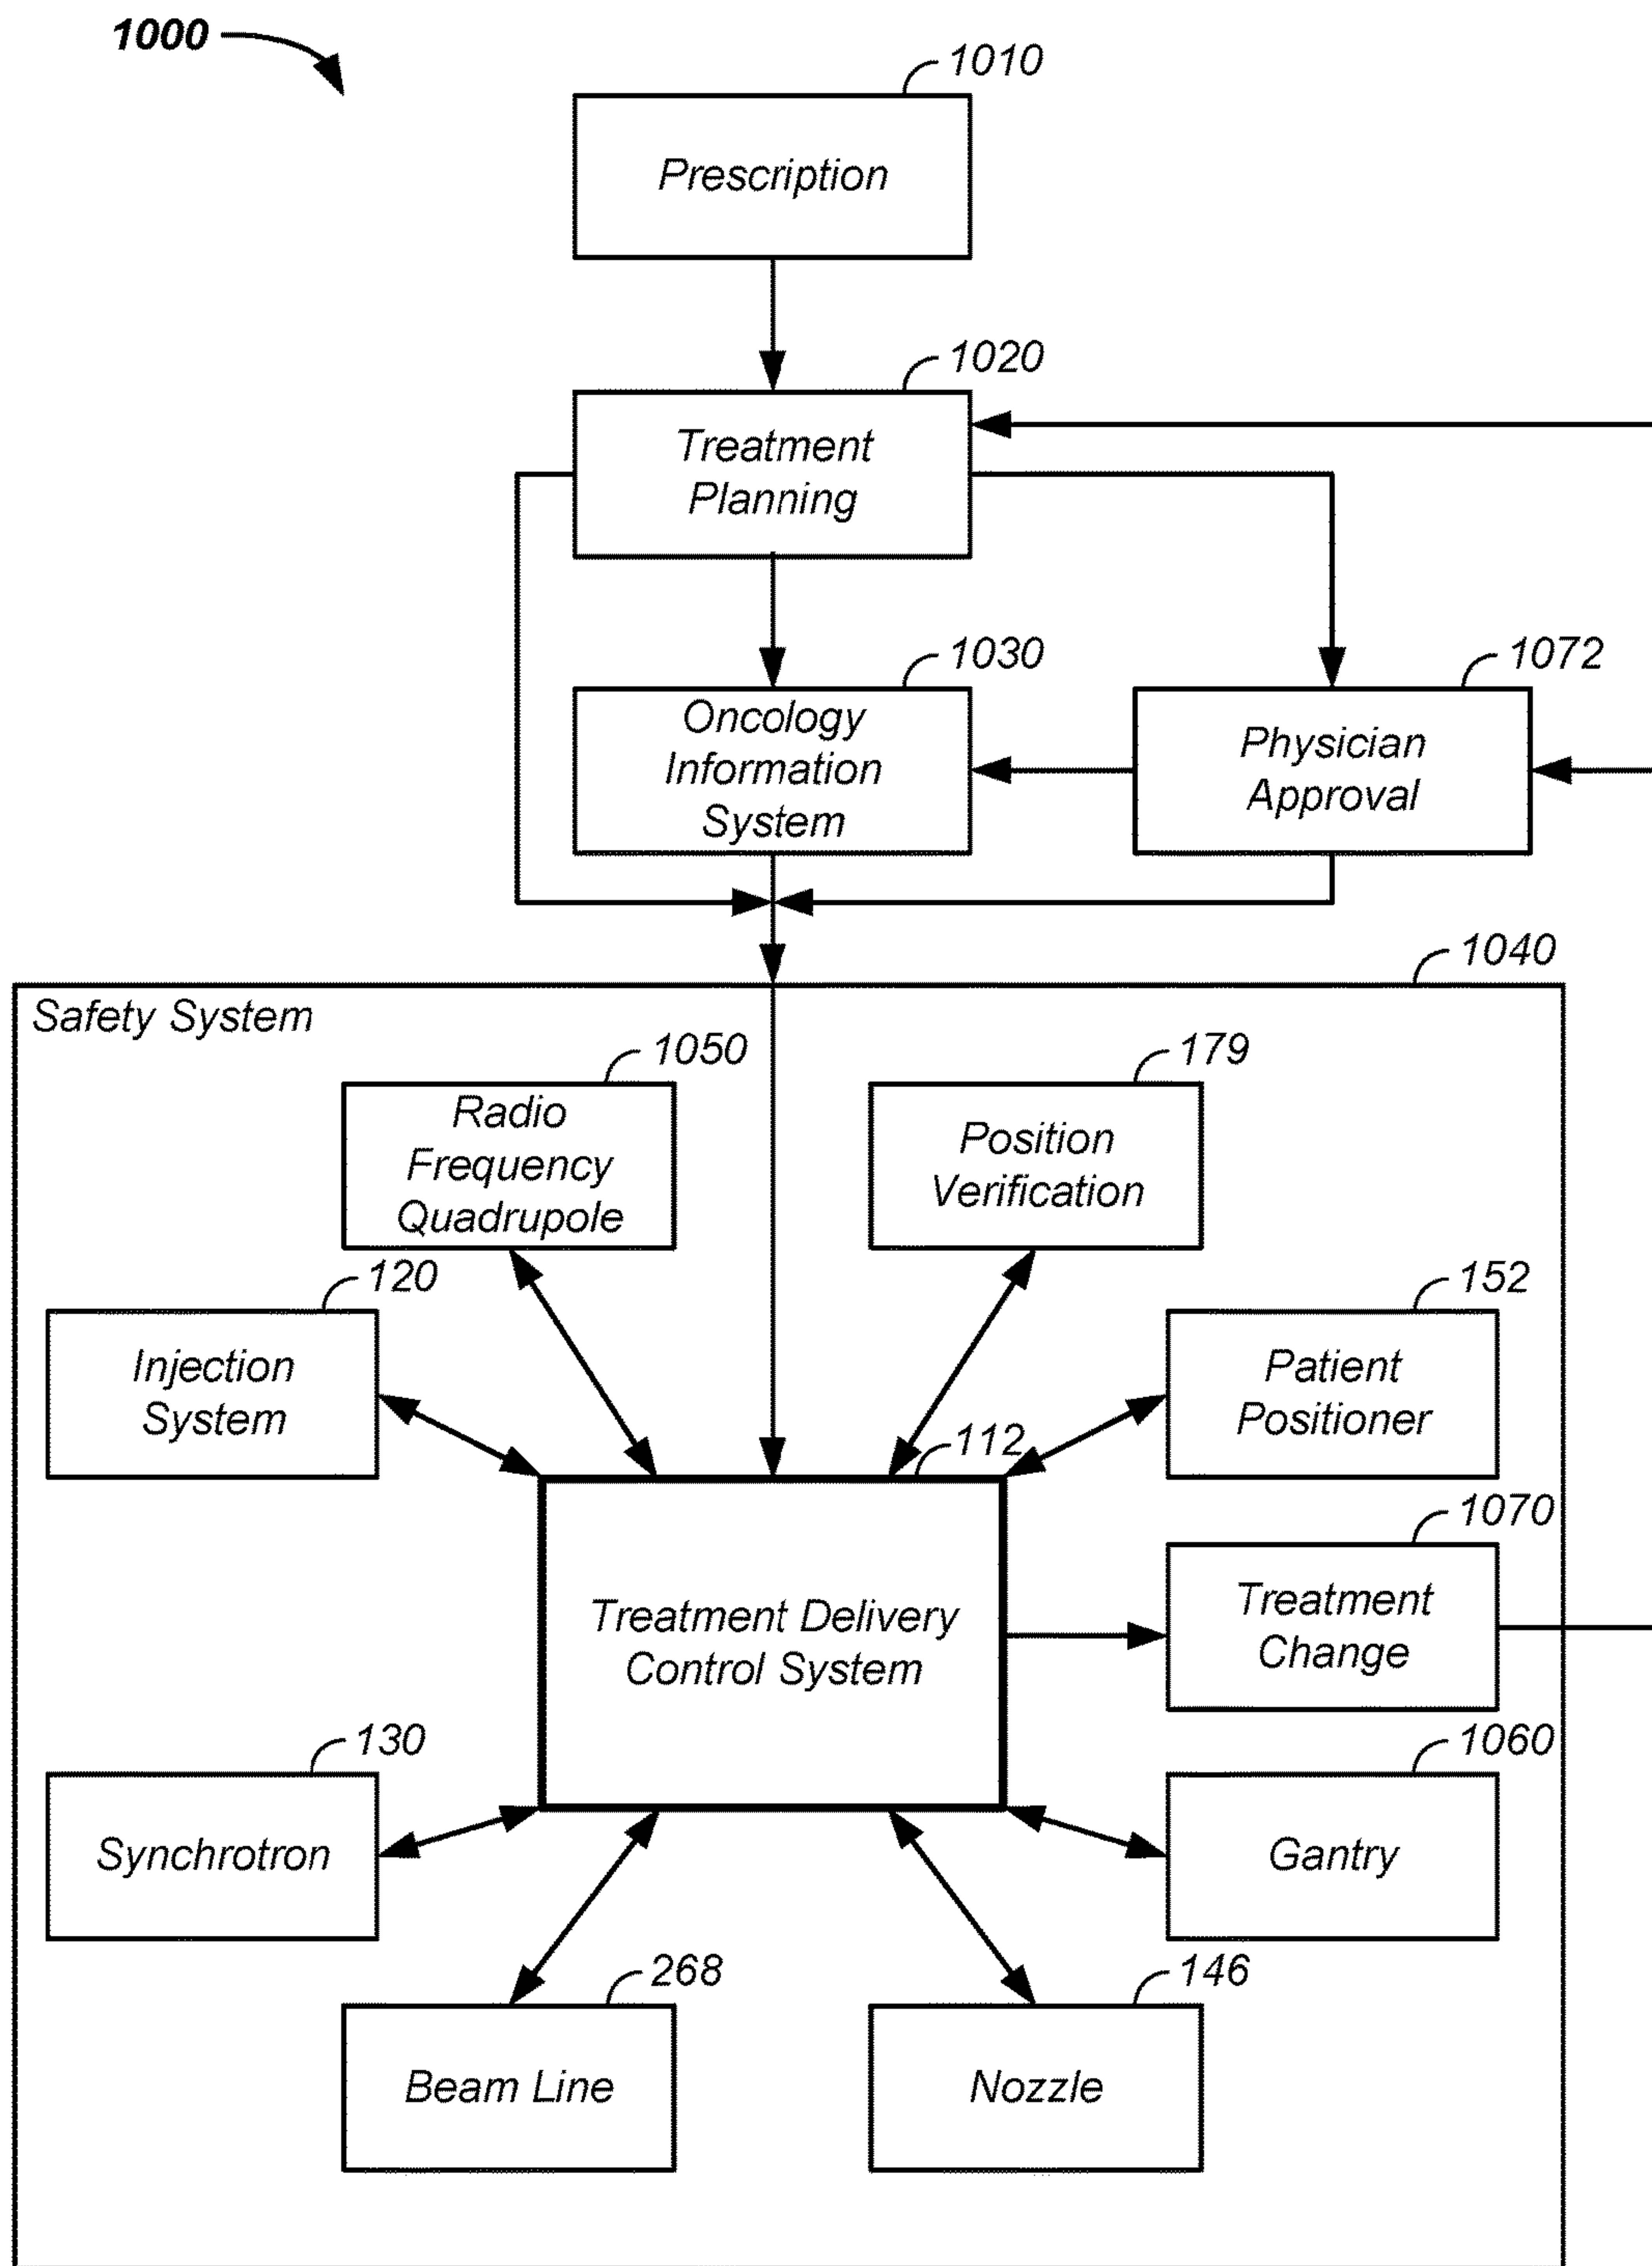 1000
1010
Prescription
1020
Treatment
Planning
1030
Oncology
Information
System
1072
Physician
Approval
1040
Safety System
1050
Radio
Frequency
Quadrupole
179
Position
Verification
120
Injection
System
152
Patient
Positioner
112
Treatment Delivery
Control System
1070
Treatment
Change
130
Synchrotron
1060
Gantry
268
Beam Line
146
Nozzle